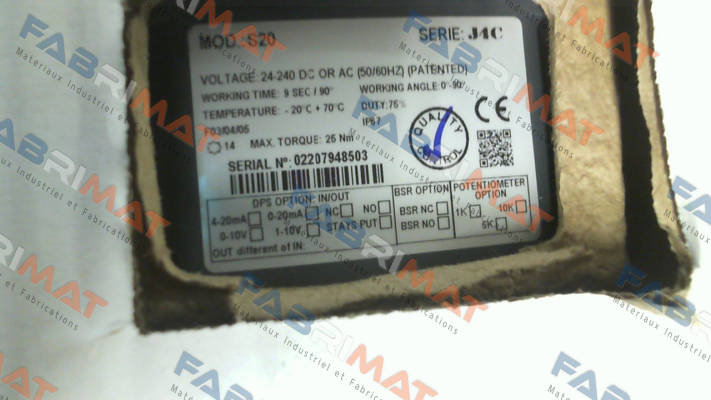 MOD.: S20
SERIE: J4C
VOLTAGE: 24-240 DC OR AC (50/60HZ) (PATENTED)
WORKING TIME: 9 SEC / 90°
WORKING ANGLE: 0°-90°
TEMPERATURE: -20°C +70°C
DUTY: 75%
F03/04/05
IP67
14
MAX. TORQUE: 25 Nm
QUALITY CONTROL
CE
SERIAL Nº: 02207948503
DPS OPTION: IN/OUT
BSR OPTION
POTENTIOMETER OPTION
4-20mA
0-20mA
NC
NO
BSR NC
1K
10K
0-10V
1-10V
STAYS PUT
BSR NO
5K
OUT different of IN:
FABRIMAT
Matériaux Industriel et Fabrications